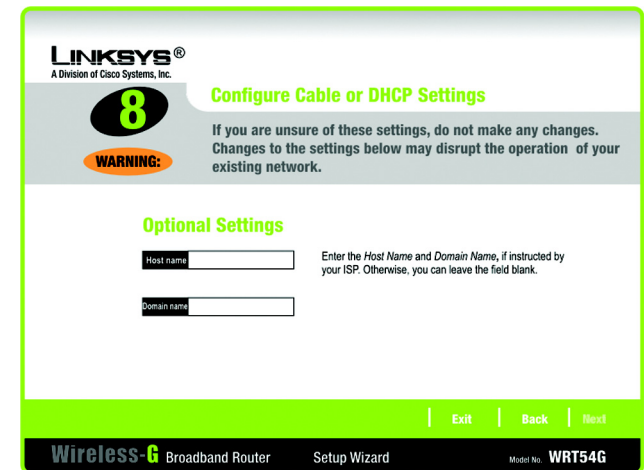 LINKSYS®
A Division of Cisco Systems, Inc.
8
Configure Cable or DHCP Settings
WARNING:
If you are unsure of these settings, do not make any changes.
Changes to the settings below may disrupt the operation of your
existing network.
Optional Settings
Host name
Enter the Host Name and Domain Name, if instructed by
your ISP. Otherwise, you can leave the field blank.
Domain name
Exit Back Next
Wireless-G Broadband Router Setup Wizard Model No. WRT54G